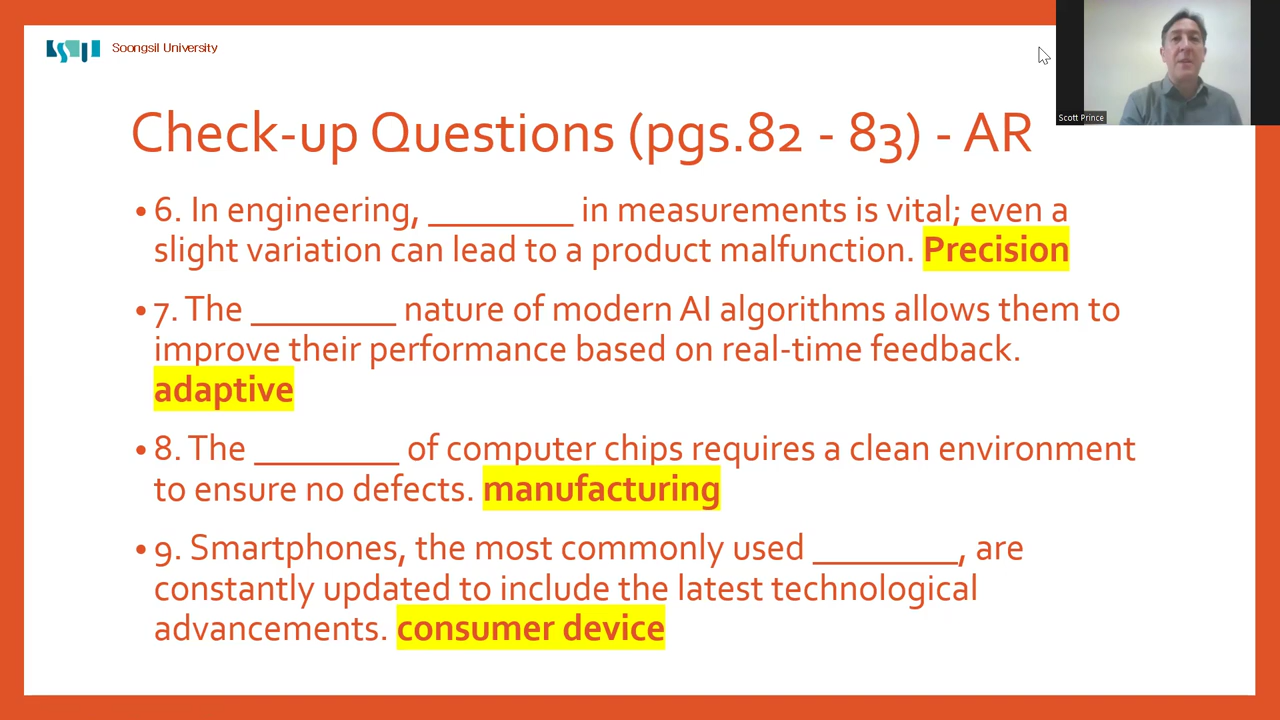 Soongsil University
Scott Prince
Check-up Questions (pgs.82 - 83) - AR
• 6. In engineering, _________ in measurements is vital; even a
slight variation can lead to a product malfunction. Precision
• 7. The _________ nature of modern AI algorithms allows them to
improve their performance based on real-time feedback.
adaptive
• 8. The _________ of computer chips requires a clean environment
to ensure no defects. manufacturing
• 9. Smartphones, the most commonly used _________, are
constantly updated to include the latest technological
advancements. consumer device